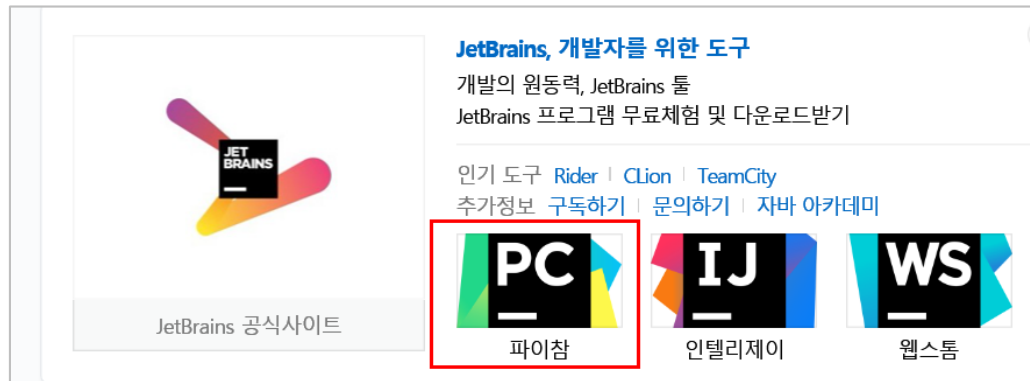 JET
BRAINS
JetBrains 공식사이트
JetBrains, 개발자를 위한 도구
개발의 원동력, JetBrains 툴
JetBrains 프로그램 무료체험 및 다운로드받기
인기 도구 Rider CLion TeamCity
추가정보 구독하기 문의하기 자바 아카데미
PC IJ WS
파이참 인텔리제이 웹스톰